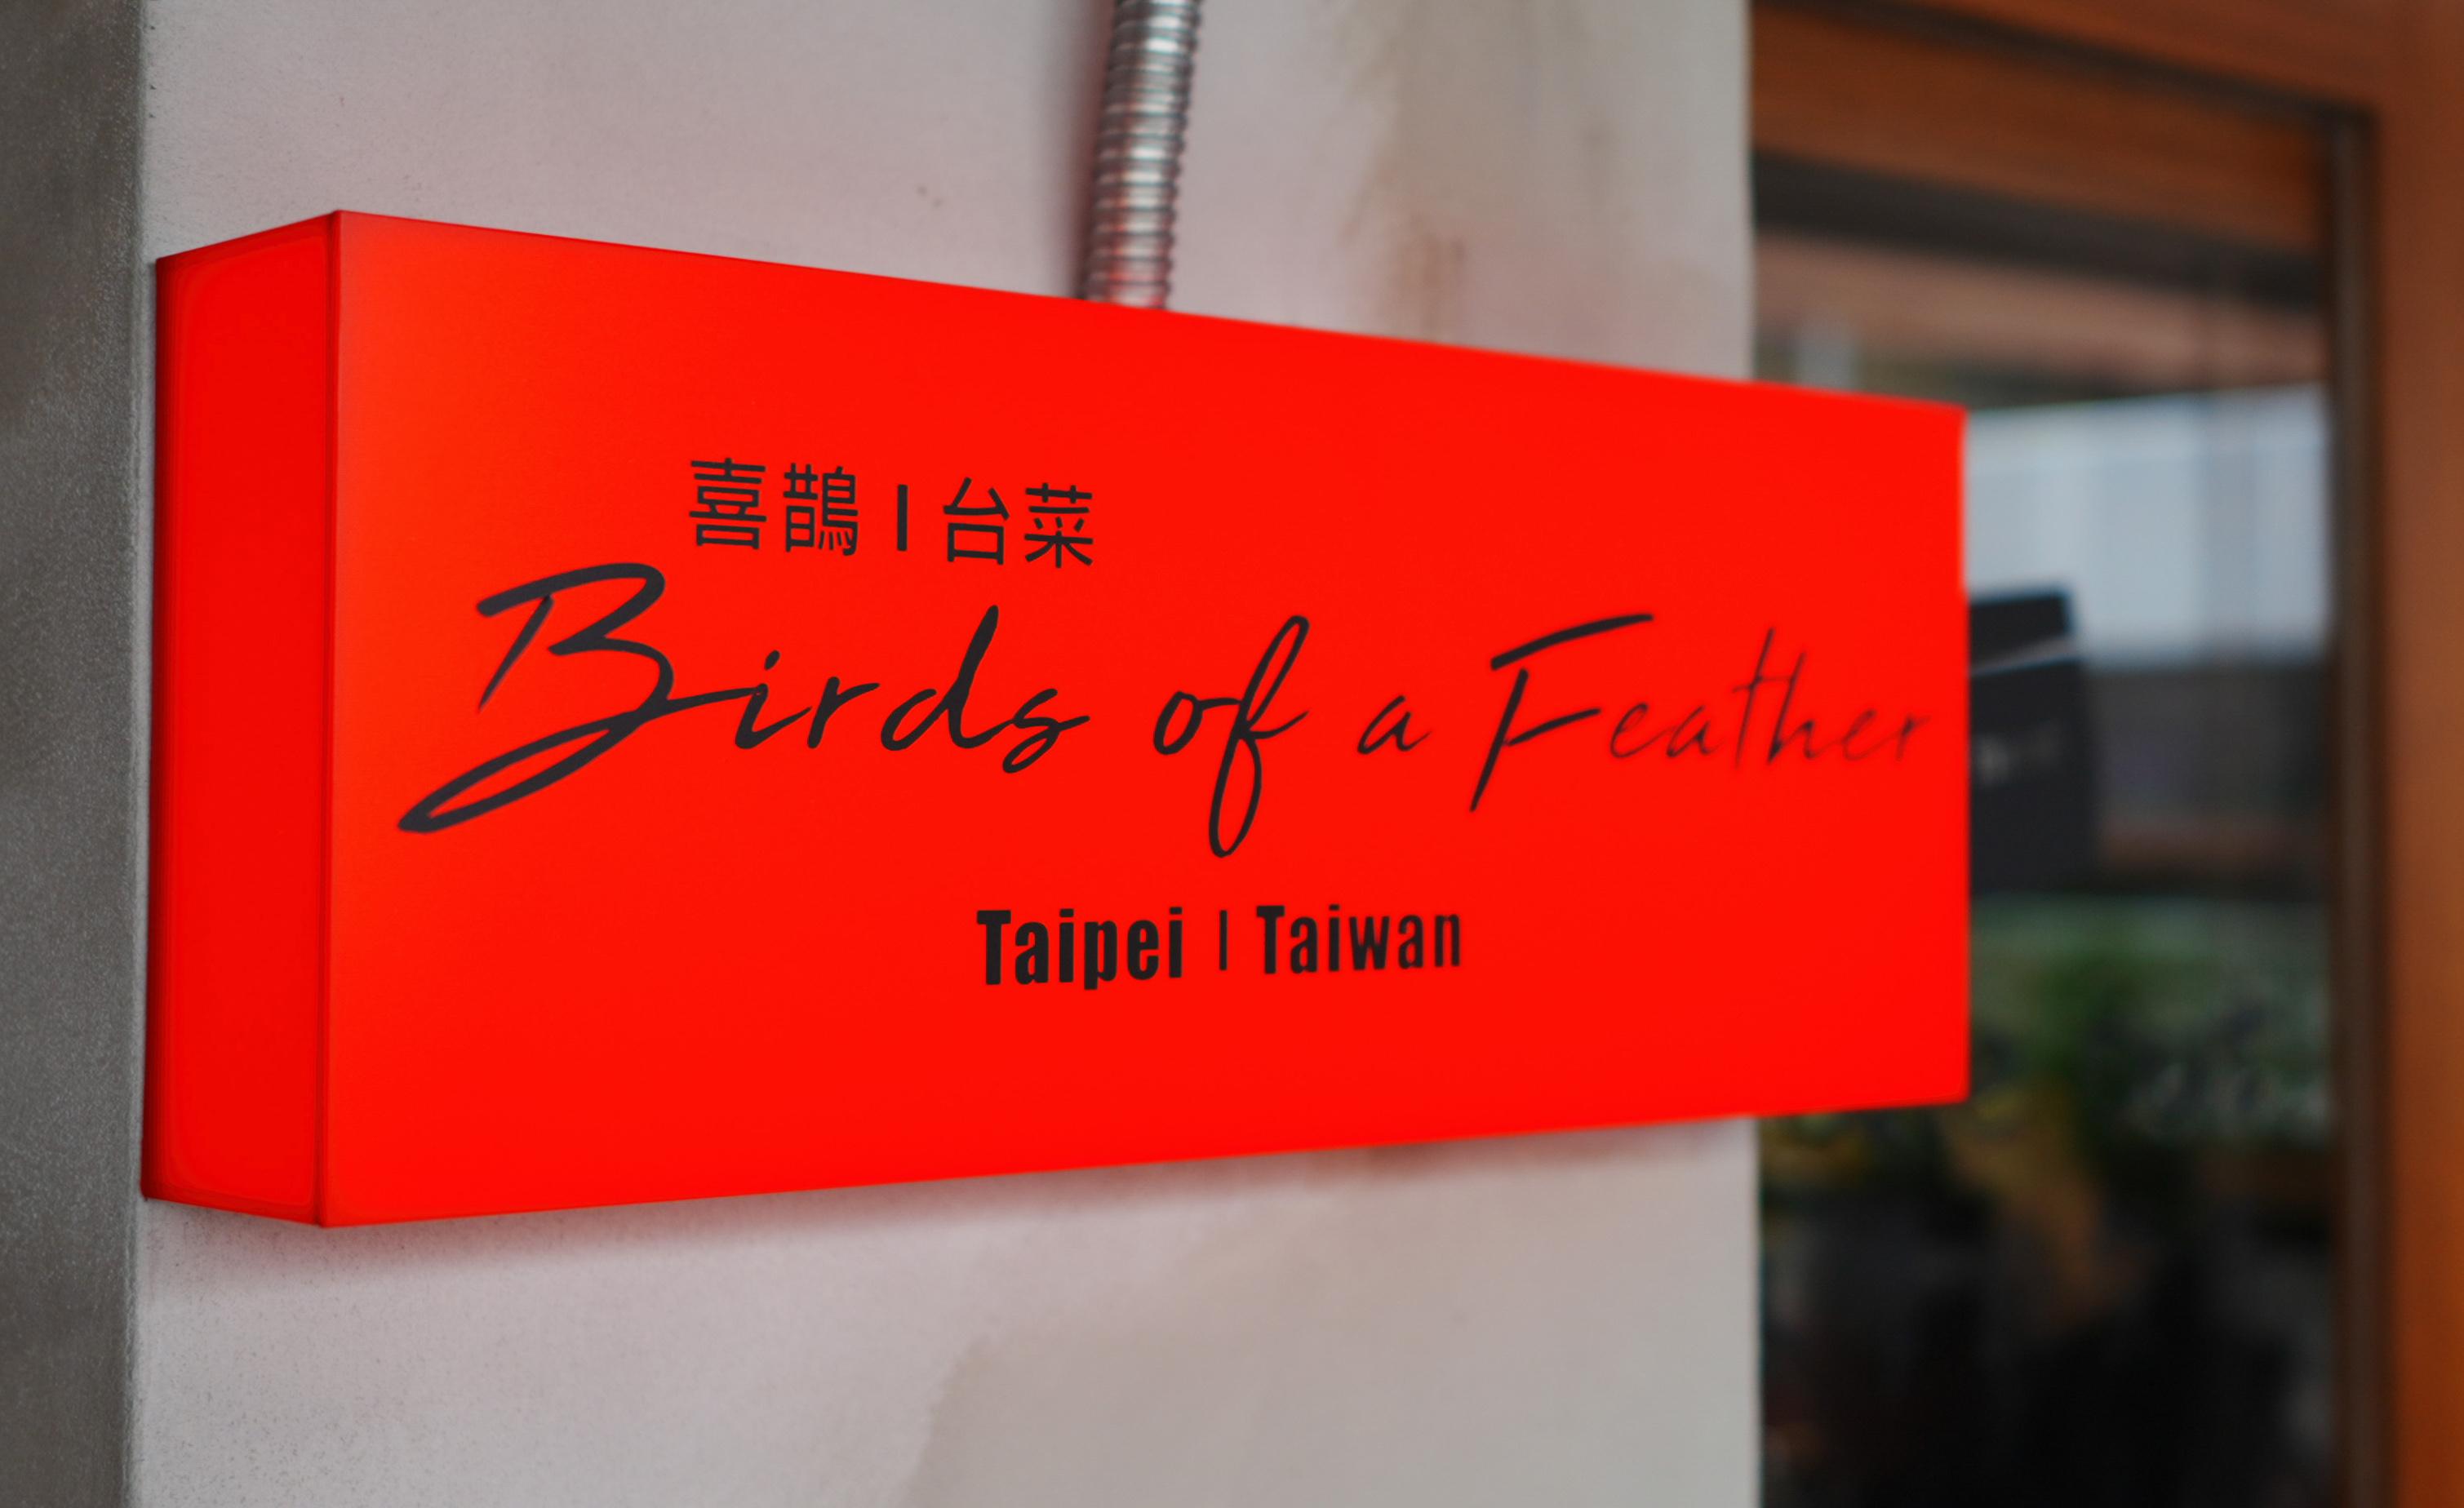 喜鵲 | 台菜
Birds of a Feather
Taipei | Taiwan